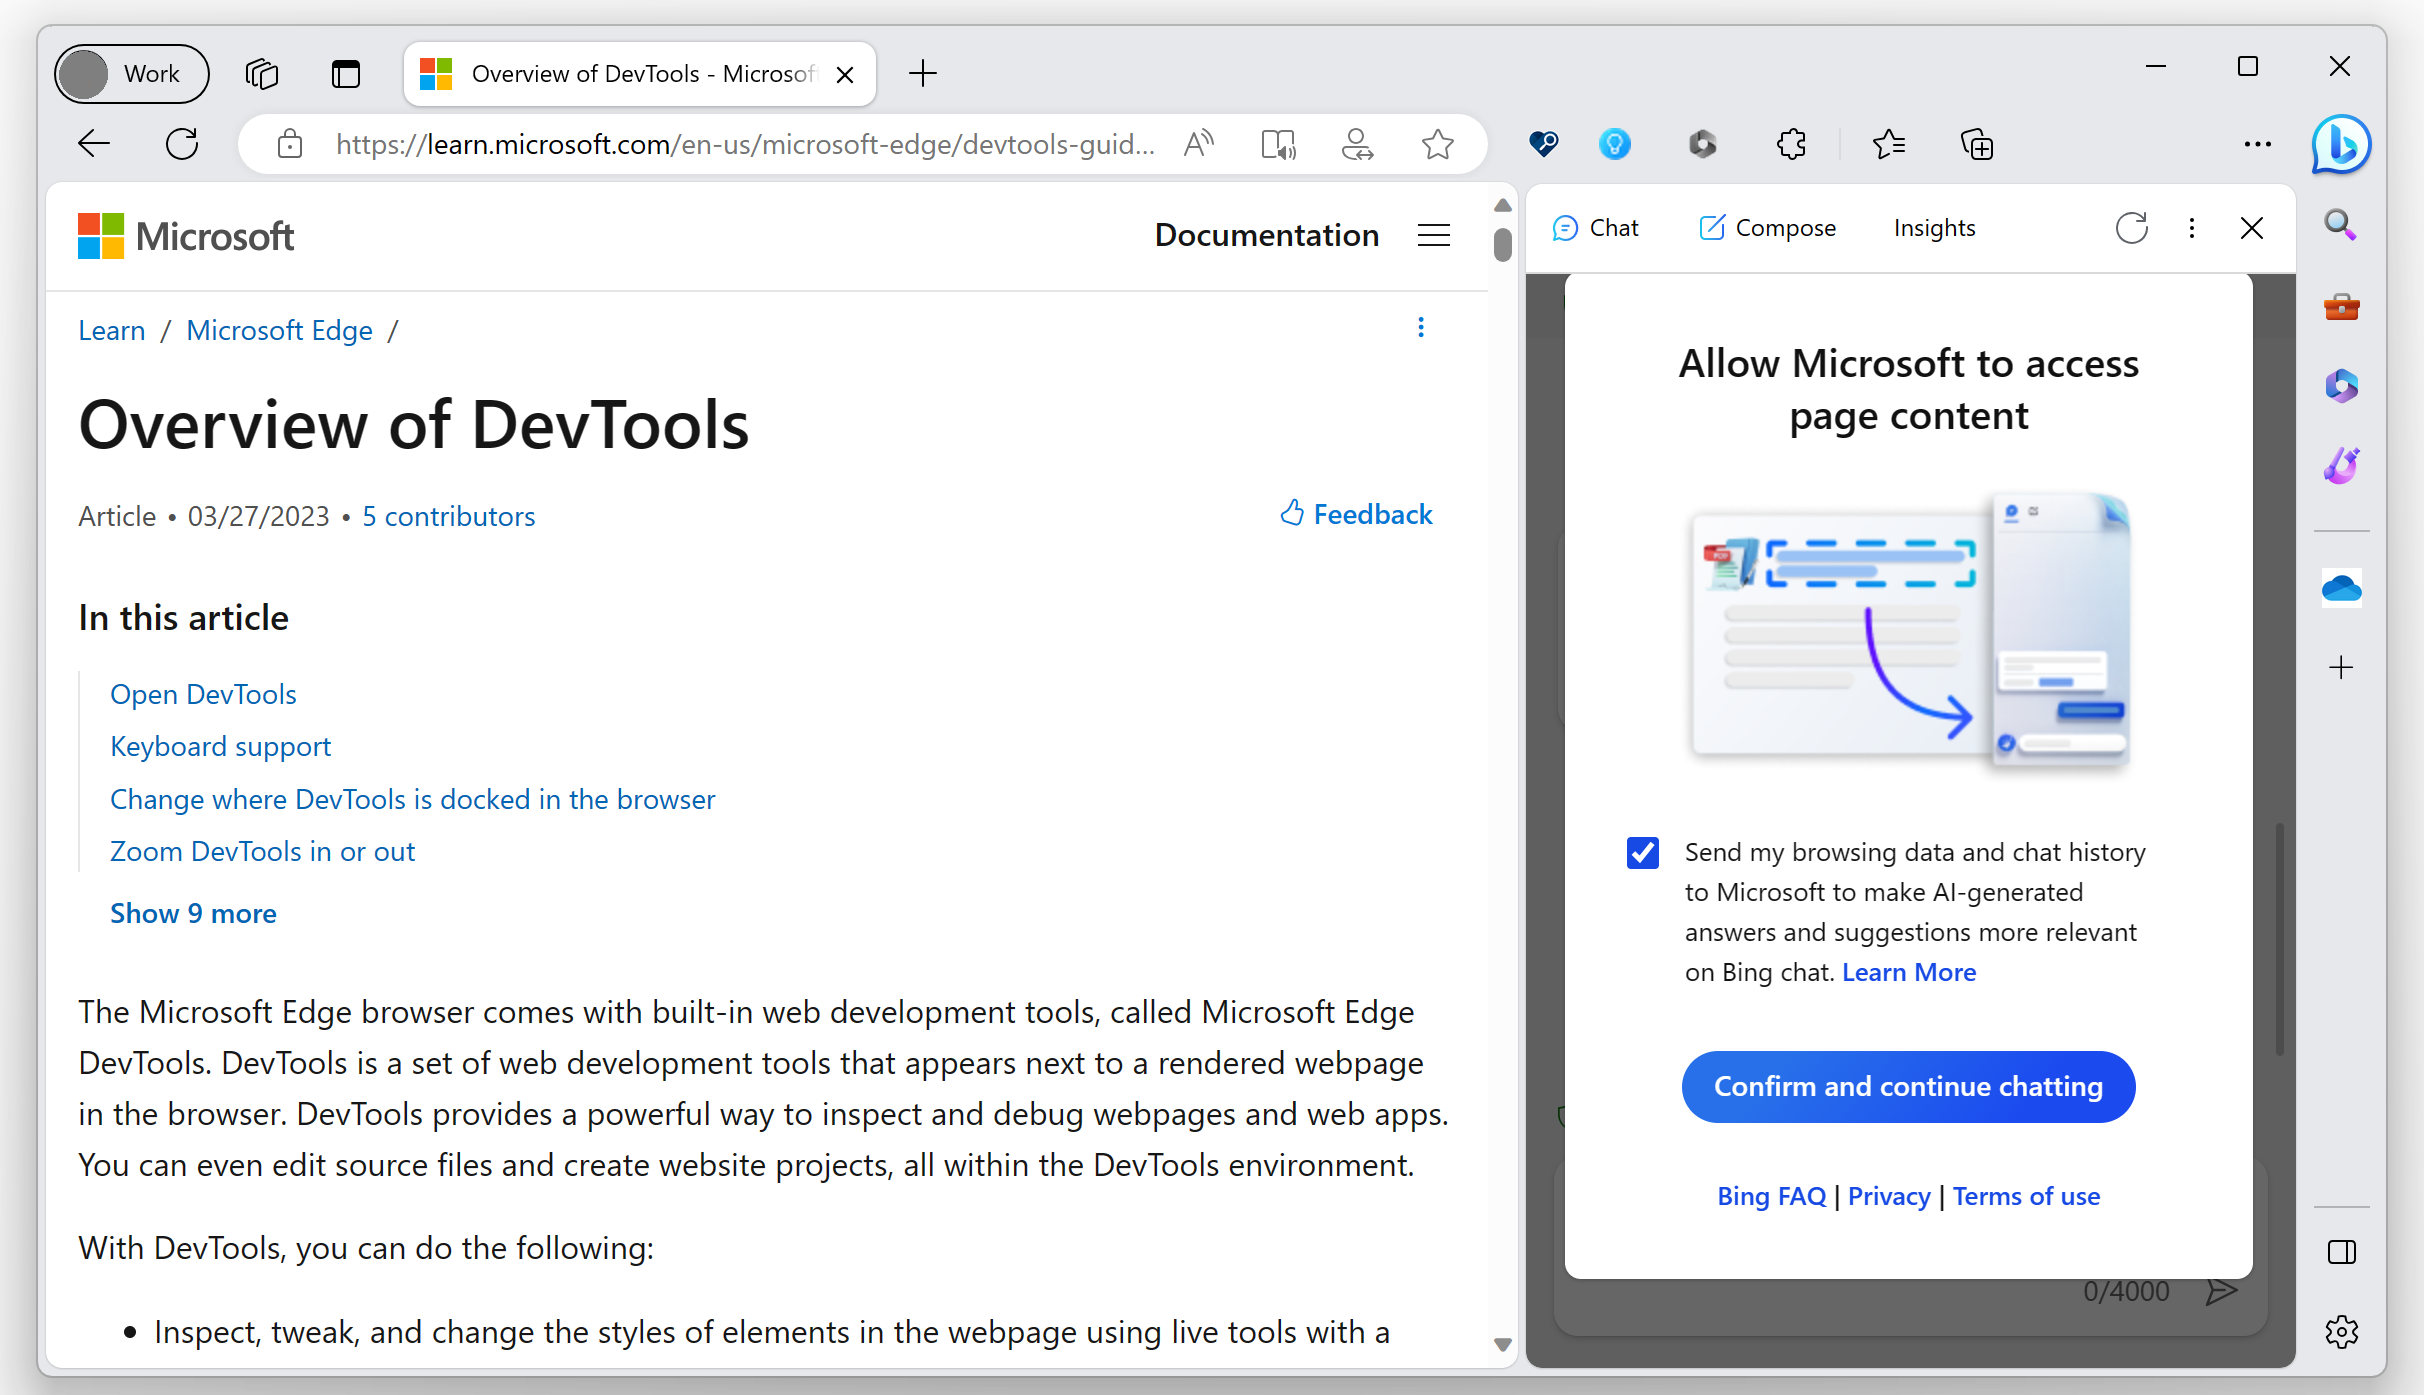 Work
Overview of DevTools - Microsof
https://learn.microsoft.com/en-us/microsoft-edge/devtools-guid...
Microsoft
Documentation
Learn / Microsoft Edge /
Overview of DevTools
Article • 03/27/2023 • 5 contributors
Feedback
In this article
Open DevTools
Keyboard support
Change where DevTools is docked in the browser
Zoom DevTools in or out
Show 9 more
The Microsoft Edge browser comes with built-in web development tools, called Microsoft Edge
DevTools. DevTools is a set of web development tools that appears next to a rendered webpage
in the browser. DevTools provides a powerful way to inspect and debug webpages and web apps.
You can even edit source files and create website projects, all within the DevTools environment.
With DevTools, you can do the following:
• Inspect, tweak, and change the styles of elements in the webpage using live tools with a
Chat
Compose
Insights
Allow Microsoft to access
page content
PDF
Send my browsing data and chat history
to Microsoft to make AI-generated
answers and suggestions more relevant
on Bing chat. Learn More
Confirm and continue chatting
Bing FAQ | Privacy | Terms of use
0/4000